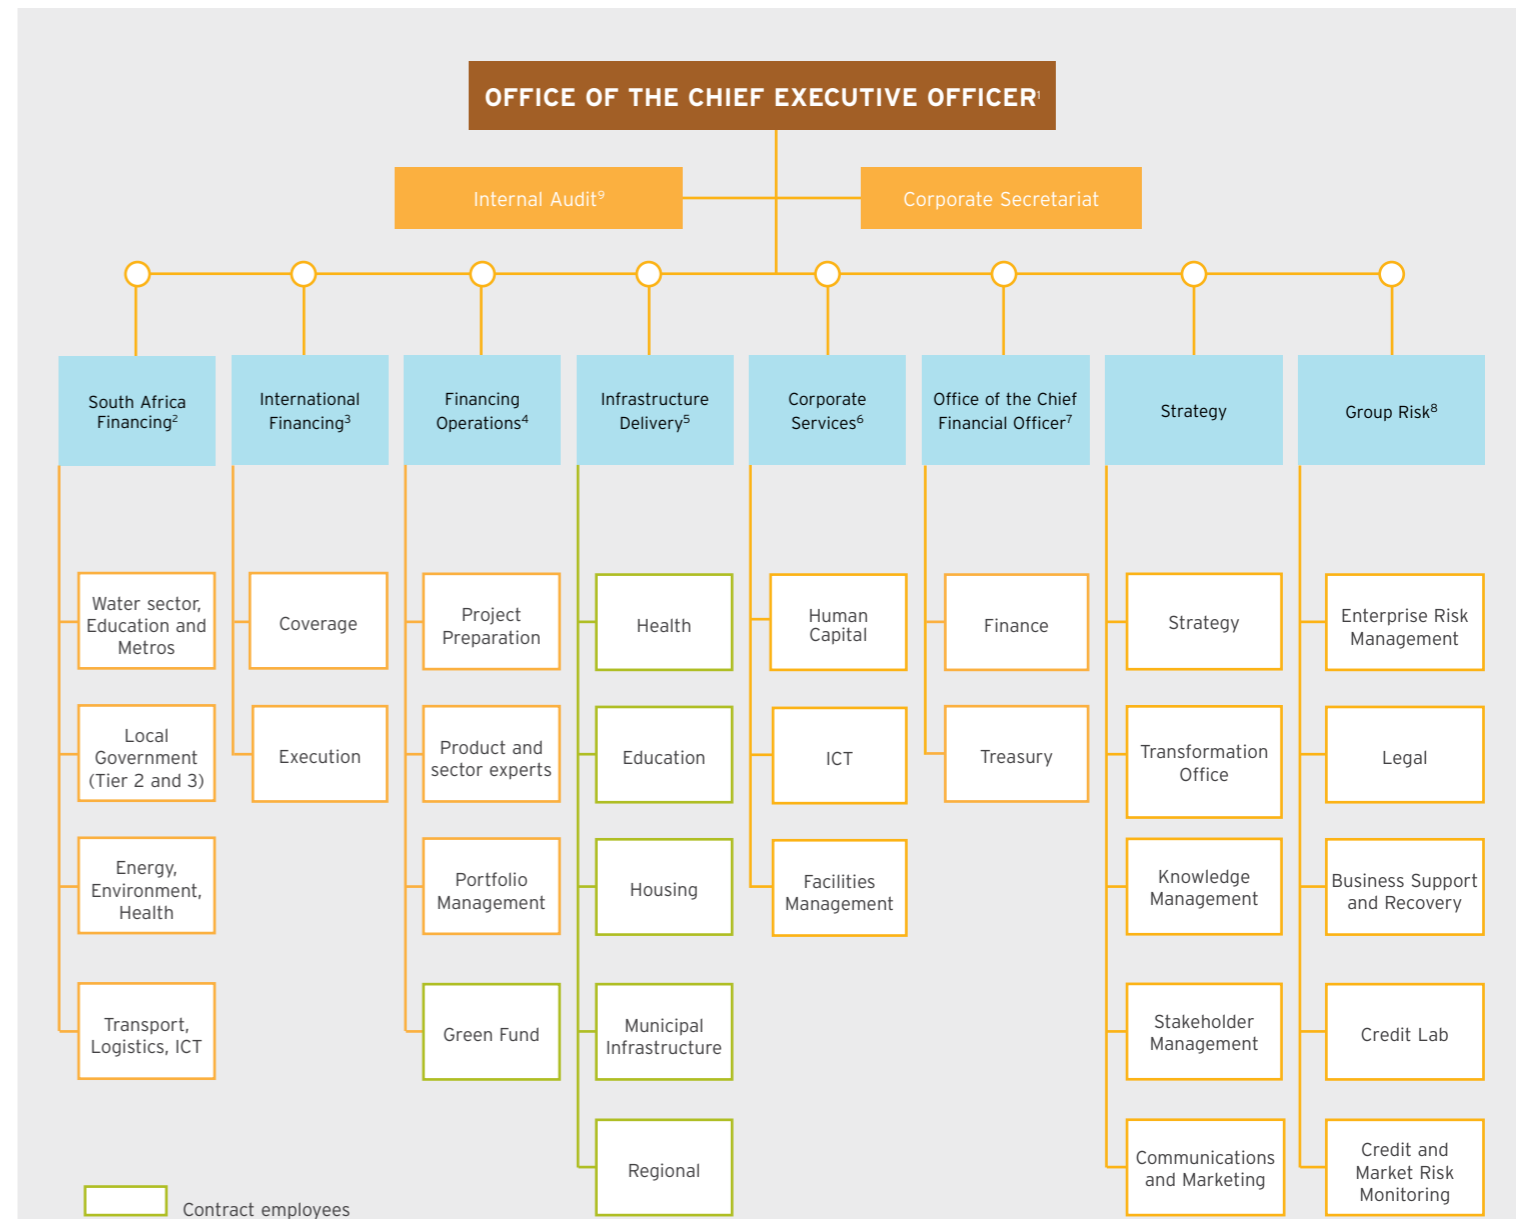 OFFICE OF THE CHIEF EXECUTIVE OFFICER¹
Internal Audit⁹
Corporate Secretariat
South Africa
Financing²
International
Financing³
Financing
Operations⁴
Infrastructure
Delivery⁵
Corporate
Services⁶
Office of the Chief
Financial Officer⁷
Strategy
Group Risk⁸
Water sector,
Education and
Metros
Coverage
Project
Preparation
Health
Human
Capital
Finance
Strategy
Enterprise Risk
Management
Local
Government
(Tier 2 and 3)
Execution
Product and
sector experts
Education
ICT
Treasury
Transformation
Office
Legal
Energy,
Environment,
Health
Portfolio
Management
Housing
Facilities
Management
Knowledge
Management
Business Support
and Recovery
Transport,
Logistics, ICT
Green Fund
Municipal
Infrastructure
Stakeholder
Management
Credit Lab
Regional
Communications
and Marketing
Credit and
Market Risk
Monitoring
Contract employees